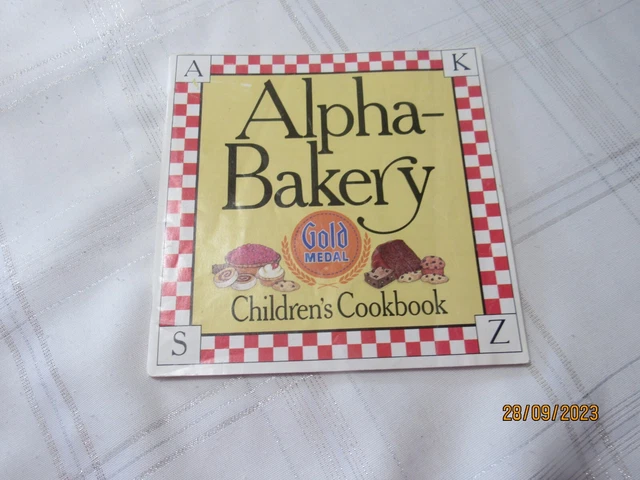 A
K
Alpha-
Bakery
Gold
MEDAL
Children's Cookbook
S
Z
28/09/2023